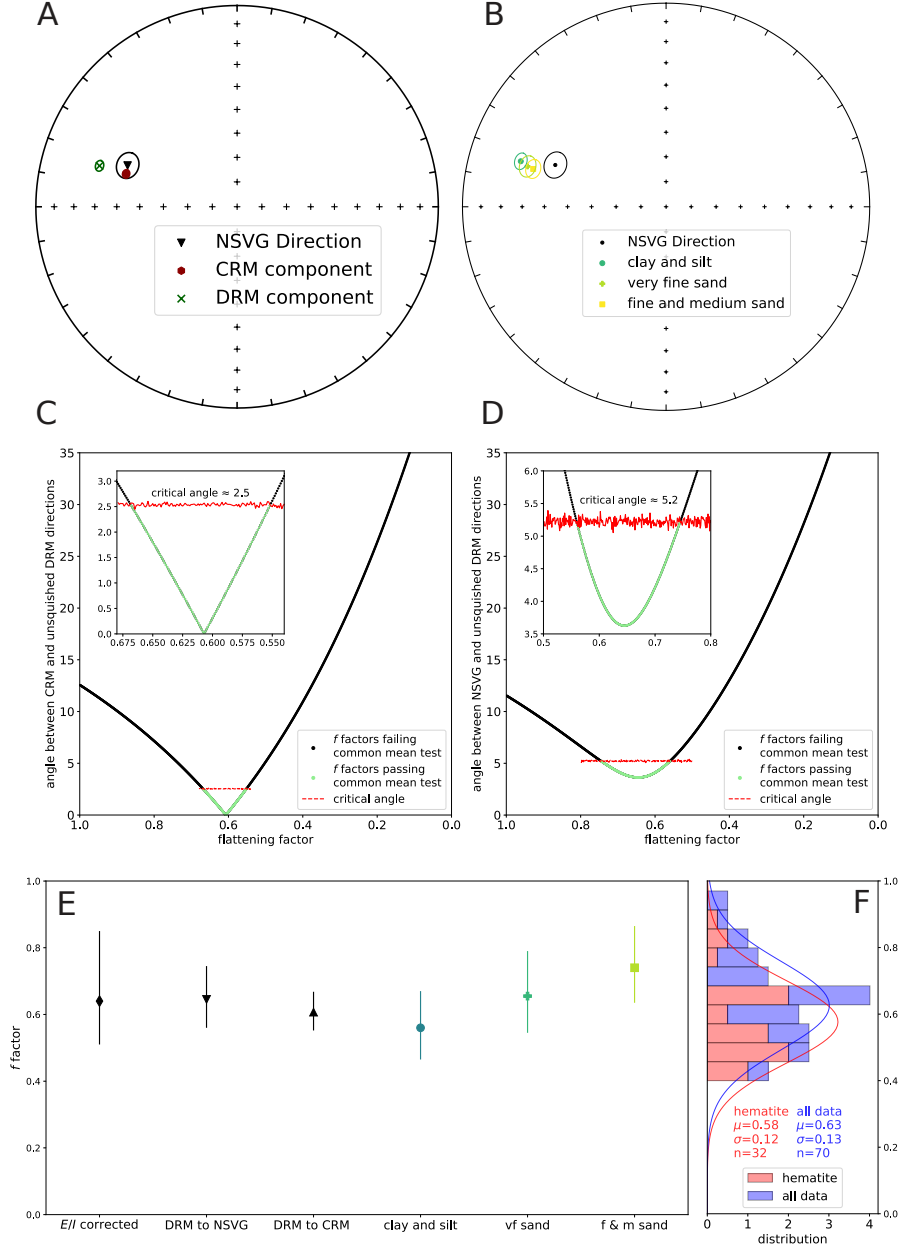 A
B
NSVG Direction
CRM component
DRM component
NSVG Direction
clay and silt
very fine sand
fine and medium sand
C
D
angle between CRM and unsquished DRM directions
35
30
25
20
15
10
5
0
1.0 0.8 0.6 0.4 0.2 0.0
flattening factor
critical angle ≈ 2.5
3.0
2.5
2.0
1.5
1.0
0.5
0.0
0.675 0.650 0.625 0.600 0.575 0.550
f factors failing
common mean test
f factors passing
common mean test
critical angle
angle between NSVG and unsquished DRM directions
35
30
25
20
15
10
5
0
1.0 0.8 0.6 0.4 0.2 0.0
flattening factor
critical angle ≈ 5.2
6.0
5.5
5.0
4.5
4.0
3.5
0.5 0.6 0.7 0.8
f factors failing
common mean test
f factors passing
common mean test
critical angle
E
f factor
1.0
0.8
0.6
0.4
0.2
0.0
E/I corrected DRM to NSVG DRM to CRM clay and silt vf sand f & m sand
F
1.0
0.8
0.6
0.4
0.2
0.0
hematite all data
μ=0.58 μ=0.63
σ=0.12 σ=0.13
n=32 n=70
hematite
all data
0 1 2 3 4
distribution